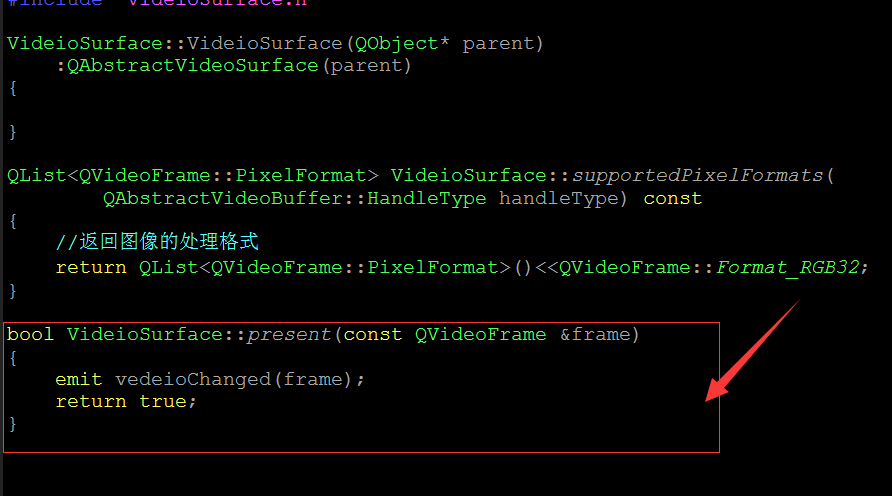 #include "videioSurface.h"
VideioSurface::VideioSurface(QObject* parent)
:QAbstractVideoSurface(parent)
{
}
QList<QVideoFrame::PixelFormat> VideioSurface::supportedPixelFormats(
QAbstractVideoBuffer::HandleType handleType) const
{
//返回图像的处理格式
return QList<QVideoFrame::PixelFormat>()<<QVideoFrame::Format_RGB32;
}
bool VideioSurface::present(const QVideoFrame &frame)
{
emit vedeioChanged(frame);
return true;
}